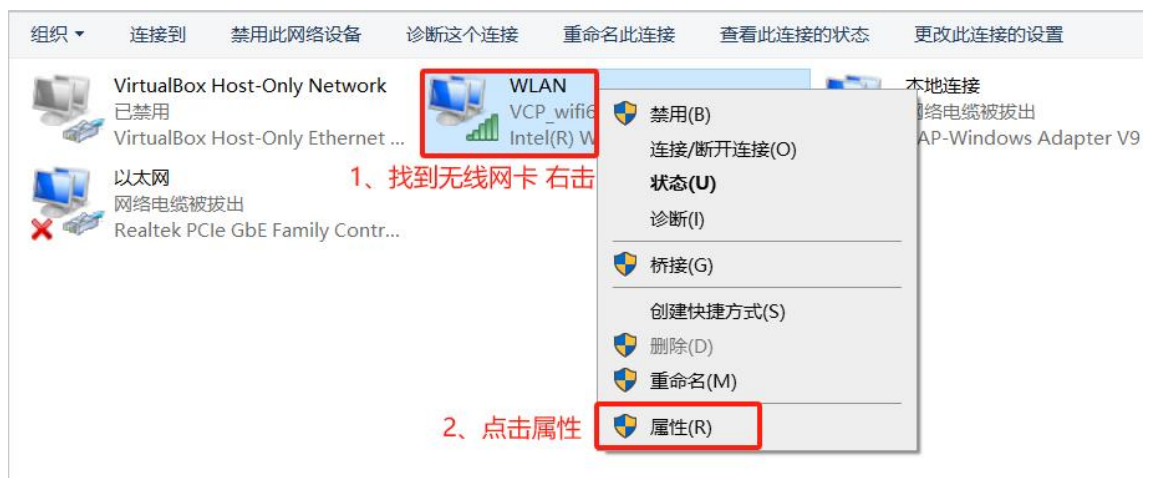 组织 连接到 禁用此网络设备 诊断这个连接 重命名此连接 查看此连接的状态 更改此连接的设置
VirtualBox Host-Only Network
已禁用
VirtualBox Host-Only Ethernet ...
WLAN
VCP_wifi6
Intel(R) W
本地连接
网络电缆被拔出
AP-Windows Adapter V9
以太网
网络电缆被拔出
Realtek PCIe GbE Family Contr...
1、找到无线网卡 右击
禁用(B)
连接/断开连接(O)
状态(U)
诊断(I)
桥接(G)
创建快捷方式(S)
删除(D)
重命名(M)
2、点击属性
属性(R)